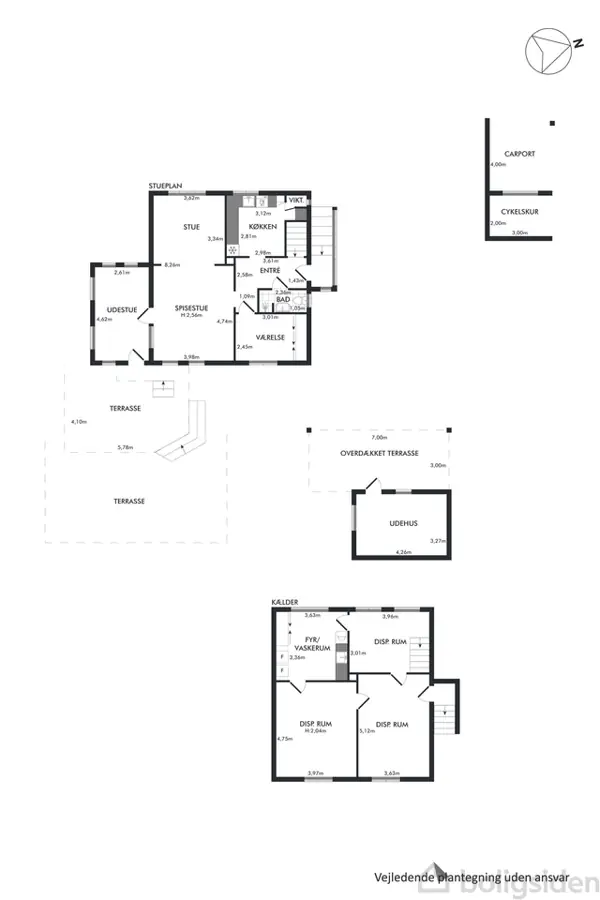 N
CARPORT
4,00m
CYKELSKUR
2,00m
3,00m
STUEPLAN
3,62m
VIKT.
3,12m
STUE
KØKKEN
2,81m
3,34m
2,98m
3,61m
8,26m
ENTRE
2,61m
2,58m
1,43m
2,36m
UDESTUE
SPISESTUE
H:2,56m
1,09m
BAD
1,05m
4,62m
4,74m
3,01m
VÆRELSE
2,45m
3,98m
TERRASSE
4,10m
5,78m
TERRASSE
7,00m
OVERDÆKKET TERRASSE
3,00m
UDEHUS
3,27m
4,26m
KÆLDER
3,63m
3,96m
FYR/
VASKERUM
DISP. RUM
2,36m
2,01m
F
F
DISP. RUM
H:2,04m
DISP. RUM
4,75m
5,12m
3,97m
3,63m
Vejledende plantegning uden ansvar
boligsiden